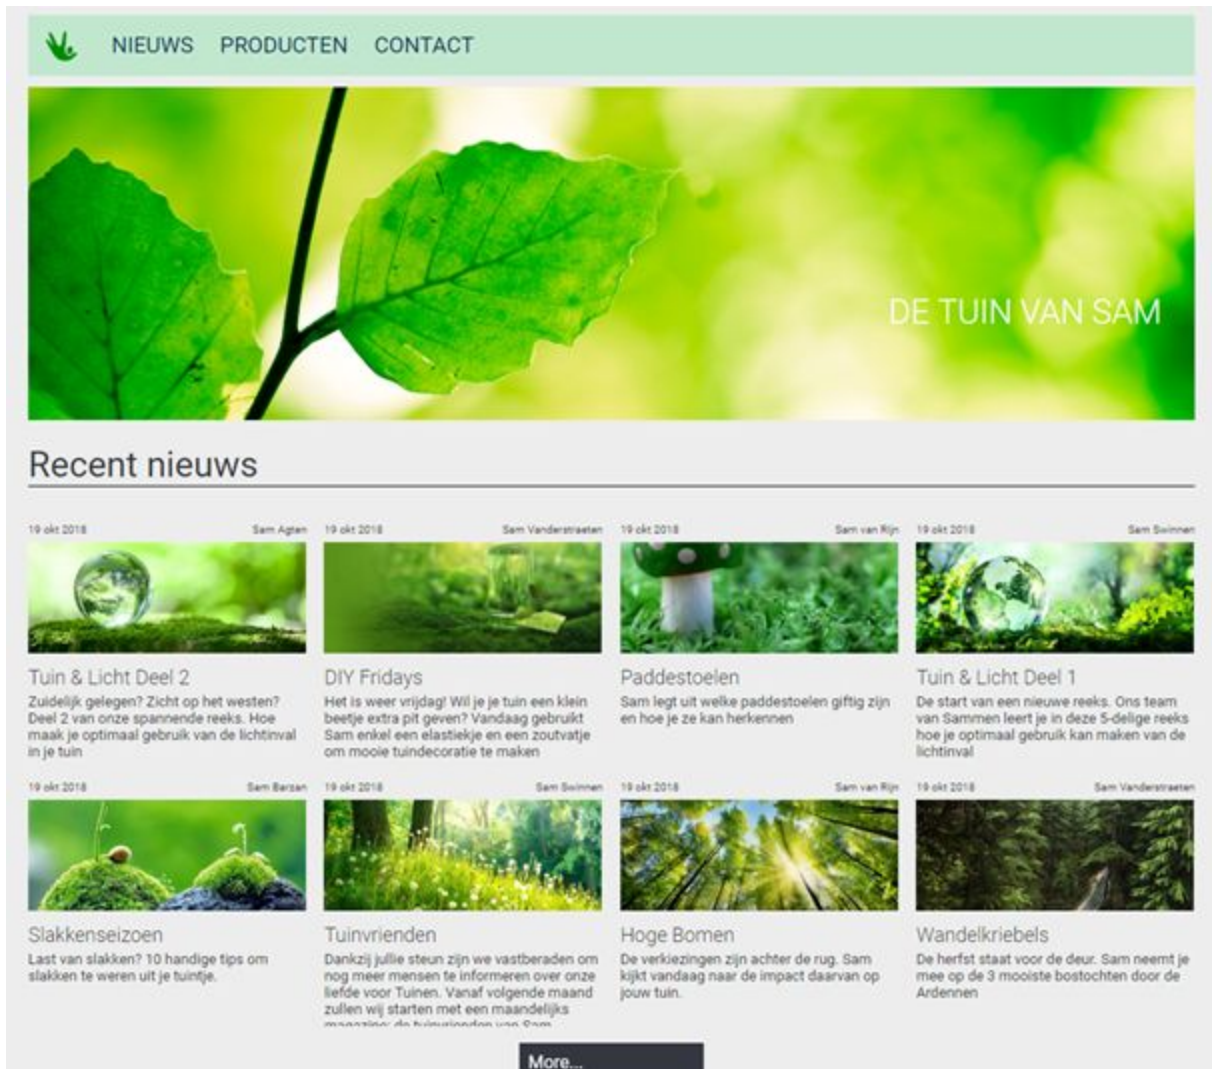 NIEUWS PRODUCTEN CONTACT
DE TUIN VAN SAM
Recent nieuws
19 okt 2018 Sam Agten
Tuin & Licht Deel 2
Zuidelijk gelegen? Zicht op het westen?
Deel 2 van onze spannende reeks. Hoe
maak je optimaal gebruik van de lichtinval
in je tuin
19 okt 2018 Sam Vanderstraeten
DIY Fridays
Het is weer vrijdag! Wil je je tuin een klein
beetje extra pit geven? Vandaag gebruikt
Sam enkel een elastiekje en een zoutvatje
om mooie tuindecoratie te maken
19 okt 2018 Sam van Rijn
Paddestoelen
Sam legt uit welke paddestoelen giftig zijn
en hoe je ze kan herkennen
19 okt 2018 Sam Swinnen
Tuin & Licht Deel 1
De start van een nieuwe reeks. Ons team
van Sammen leert je in deze 5-delige reeks
hoe je optimaal gebruik kan maken van de
lichtinval
19 okt 2018 Sam Barzan
Slakkenseizoen
Last van slakken? 10 handige tips om
slakken te weren uit je tuintje.
19 okt 2018 Sam Swinnen
Tuinvrienden
Dankzij jullie steun zijn we vastberaden om
nog meer mensen te informeren over onze
liefde voor Tuinen. Vanaf volgende maand
zullen wij starten met een maandelijks
magazine: de tuinvrienden van Sam
19 okt 2018 Sam van Rijn
Hoge Bomen
De verkiezingen zijn achter de rug. Sam
kijkt vandaag naar de impact daarvan op
jouw tuin.
19 okt 2018 Sam Vanderstraeten
Wandelkriebels
De herfst staat voor de deur. Sam neemt je
mee op de 3 mooiste bostochten door de
Ardennen
More...